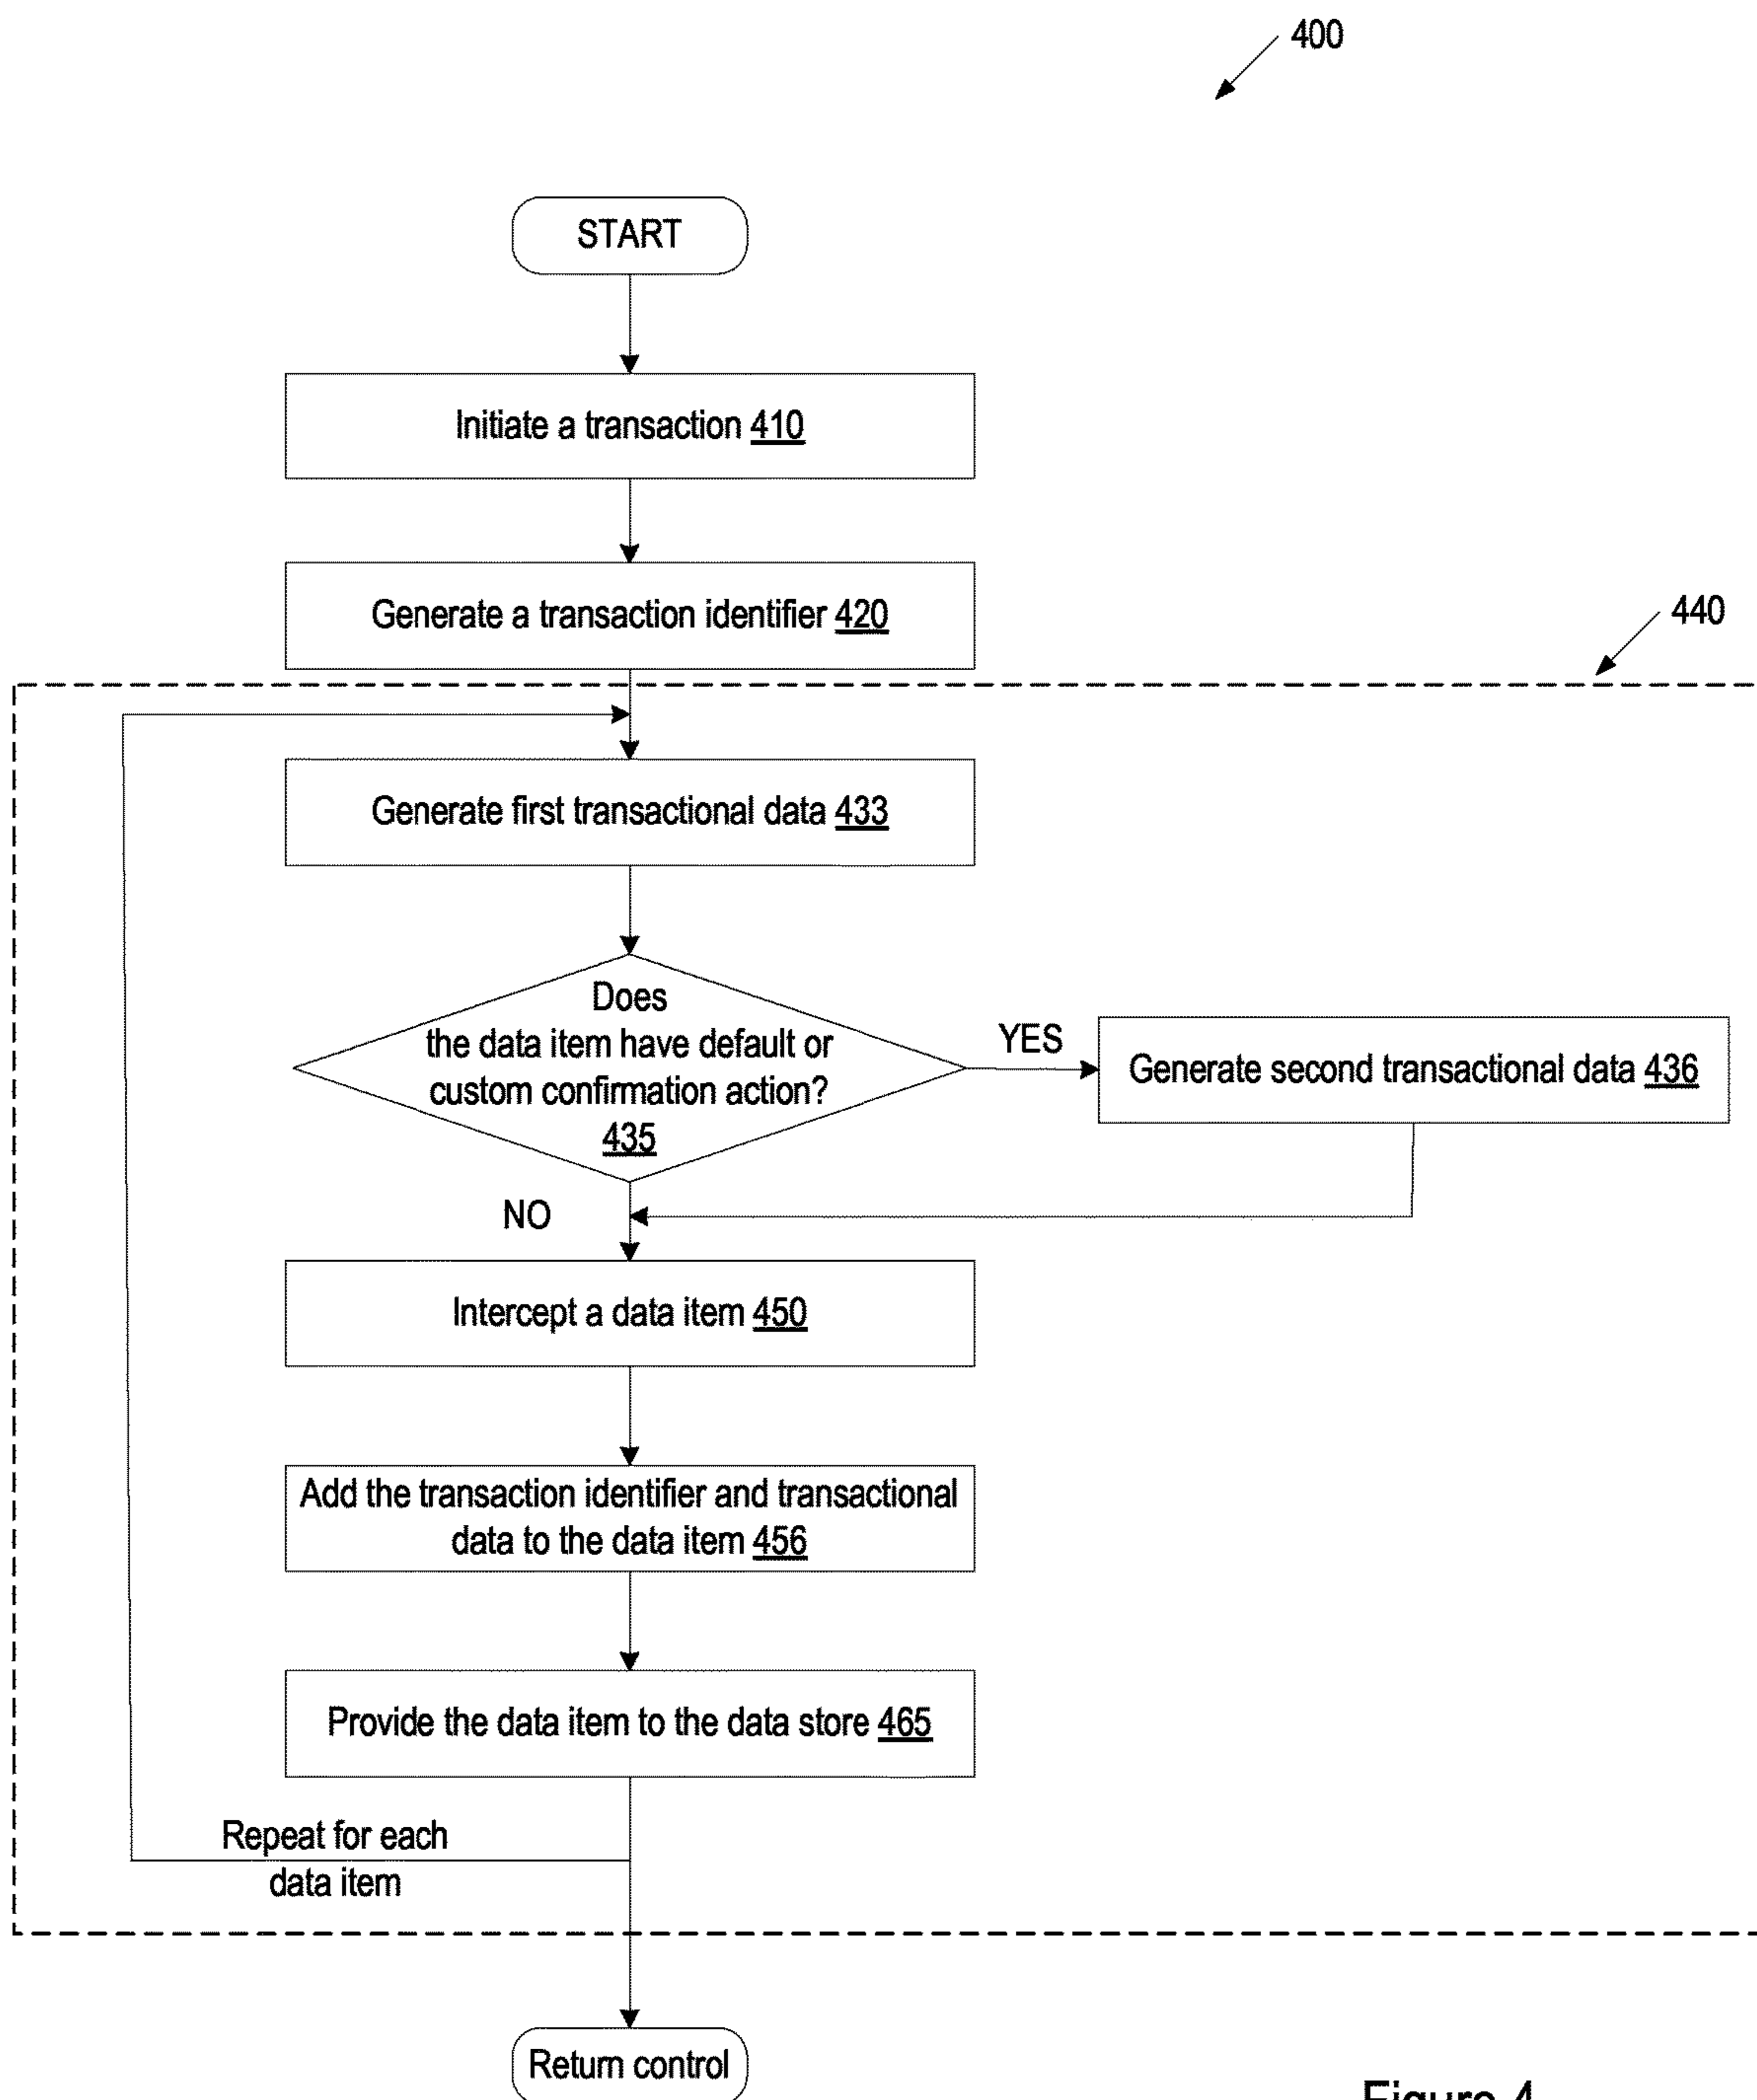 400
START
Initiate a transaction 410
Generate a transaction identifier 420
440
Generate first transactional data 433
Does
the data item have default or
custom confirmation action?
435
YES
Generate second transactional data 436
NO
Intercept a data item 450
Add the transaction identifier and transactional
data to the data item 456
Provide the data item to the data store 465
Repeat for each
data item
Return control
Figure 4